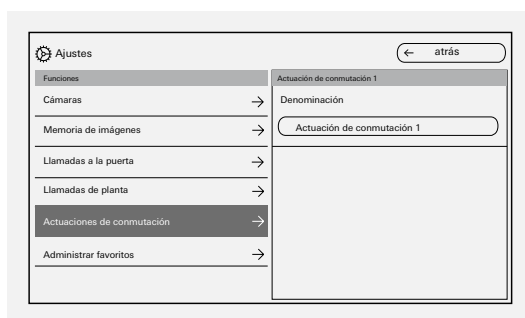 Ajustes
atrás
Funciones
Cámaras
Memoria de imágenes
Llamadas a la puerta
Llamadas de planta
Actuaciones de conmutación
Administrar favoritos
Actuación de conmutación 1
Denominación
Actuación de conmutación 1